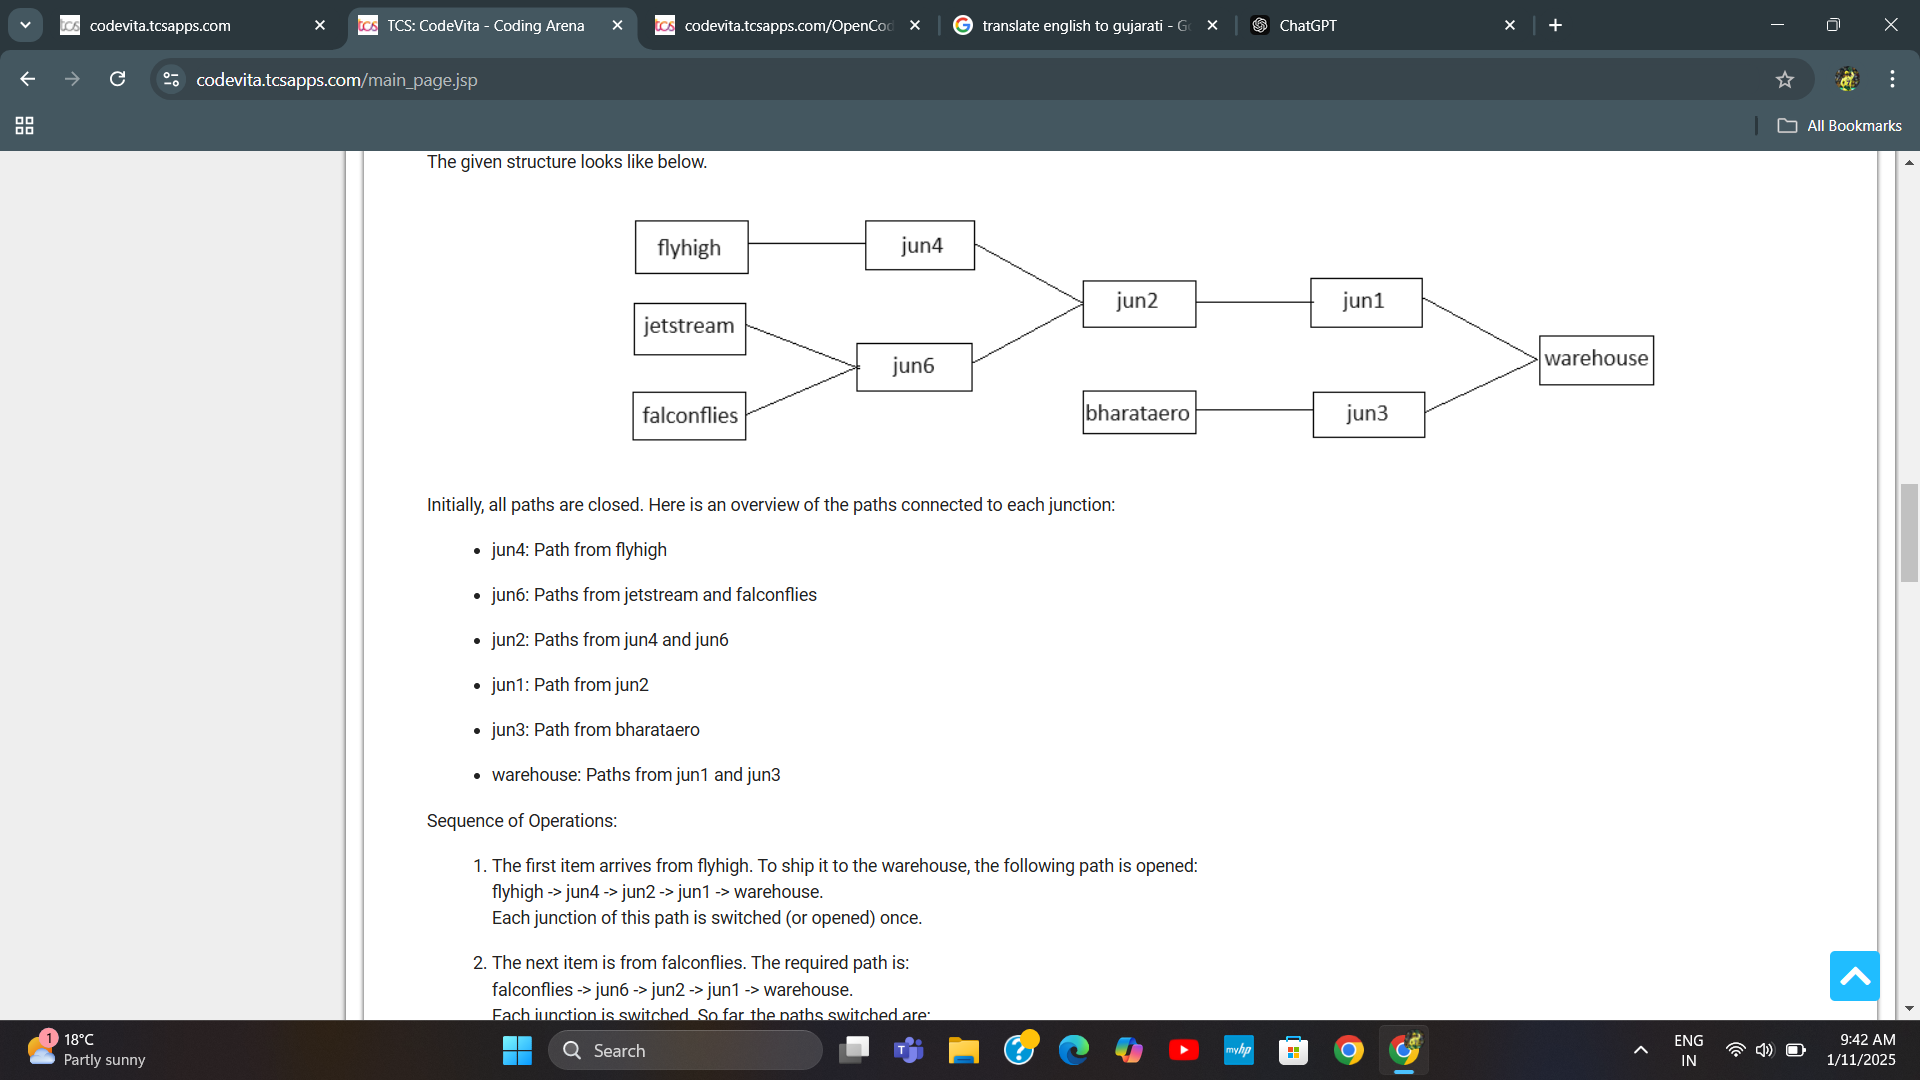 codevita.tcsapps.com
TCS: CodeVita - Coding Arena
codevita.tcsapps.com/OpenCod
translate english to gujarati - G
ChatGPT
codevita.tcsapps.com/main_page.jsp
All Bookmarks
The given structure looks like below.
flyhigh
jun4
jun2
jun1
jetstream
jun6
warehouse
falconflies
bharataero
jun3
Initially, all paths are closed. Here is an overview of the paths connected to each junction:
• jun4: Path from flyhigh
• jun6: Paths from jetstream and falconflies
• jun2: Paths from jun4 and jun6
• jun1: Path from jun2
• jun3: Path from bharataero
• warehouse: Paths from jun1 and jun3
Sequence of Operations:
1. The first item arrives from flyhigh. To ship it to the warehouse, the following path is opened:
flyhigh -> jun4 -> jun2 -> jun1 -> warehouse.
Each junction of this path is switched (or opened) once.
2. The next item is from falconflies. The required path is:
falconflies -> jun6 -> jun2 -> jun1 -> warehouse.
Each junction is switched. So far, the paths switched are:
1
18°C
Partly sunny
Search
myhp
ENG
IN
9:42 AM
1/11/2025